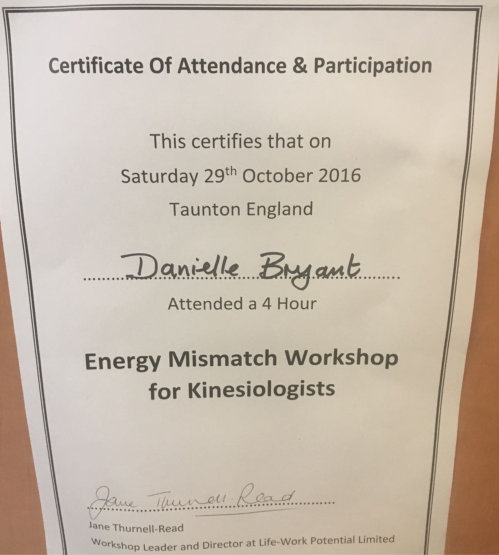 Certificate Of Attendance & Participation
This certifies that on
Saturday 29th October 2016
Taunton England
Danielle Bryant
Attended a 4 Hour
Energy Mismatch Workshop
for Kinesiologists
Jane Thurnell-Read
Jane Thurnell-Read
Workshop Leader and Director at Life-Work Potential Limited